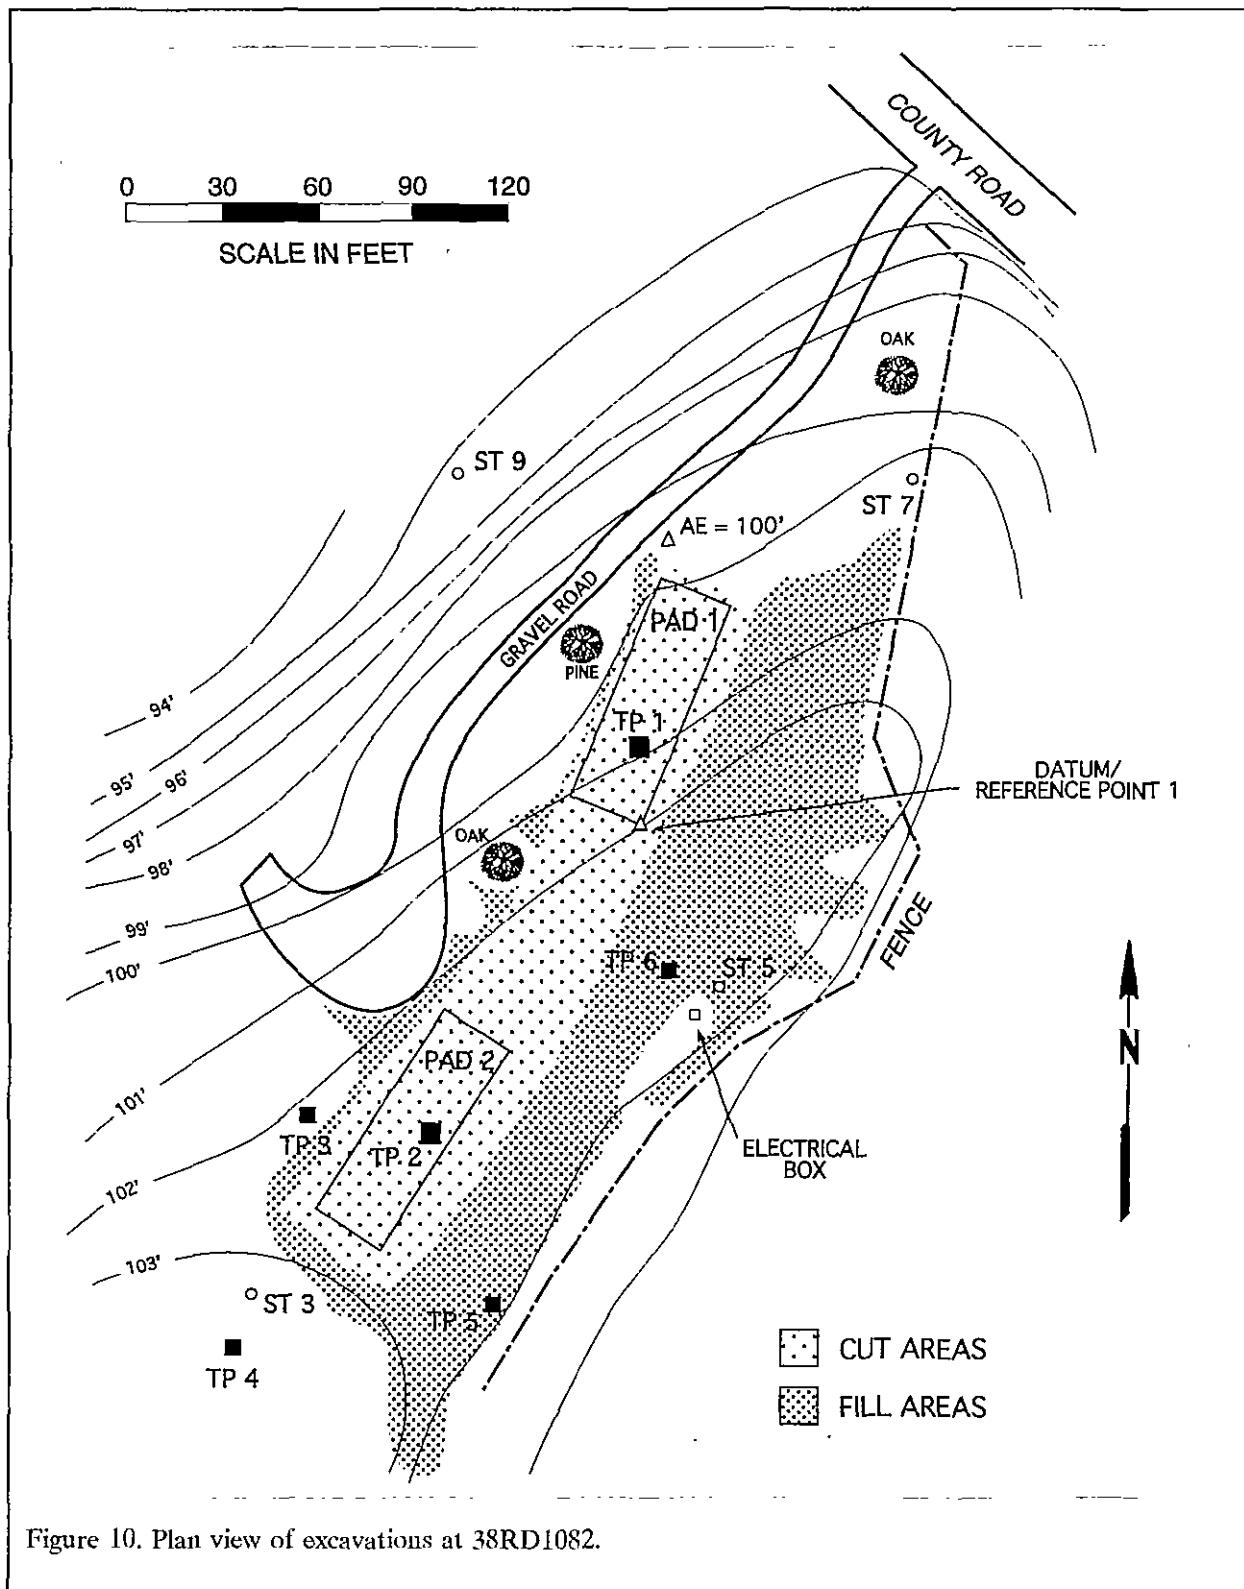 COUNTY ROAD
0 30 60 90 120
SCALE IN FEET
OAK
ST 9
ST 7
AE = 100'
GRAVEL ROAD
PAD 1
PINE
94'
TP 1
DATUM/
REFERENCE POINT 1
95'
96'
97'
98'
OAK
99'
100'
FENCE
TP 6
ST 5
N
PAD 2
101'
TP 3
TP 2
ELECTRICAL
BOX
102'
103'
ST 3
TP 5
TP 4
CUT AREAS
FILL AREAS
Figure 10. Plan view of excavations at 38RD1082.